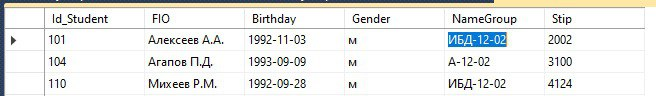 Id_Student FIO Birthday Gender NameGroup Stip
101 Алексеев А.А. 1992-11-03 м ИБД-12-02 2002
104 Агапов П.Д. 1993-09-09 м А-12-02 3100
110 Михеев Р.М. 1992-09-28 м ИБД-12-02 4124